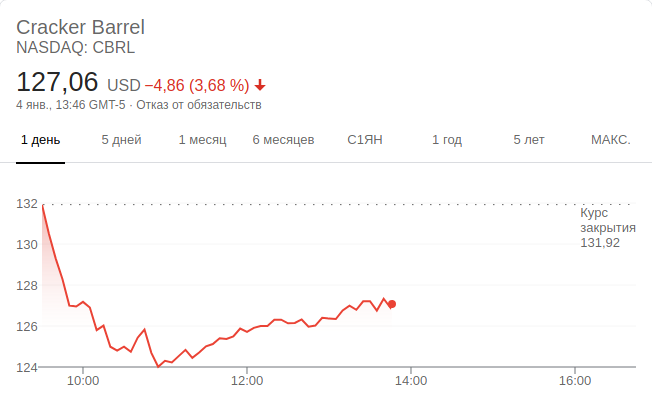 Cracker Barrel
NASDAQ: CBRL
127,06 USD −4,86 (3,68 %)
4 янв., 13:46 GMT-5 · Отказ от обязательств
1 день 5 дней 1 месяц 6 месяцев С1ЯН 1 год 5 лет МАКС.
132
Курс
закрытия
131,92
130
128
126
124
10:00 12:00 14:00 16:00